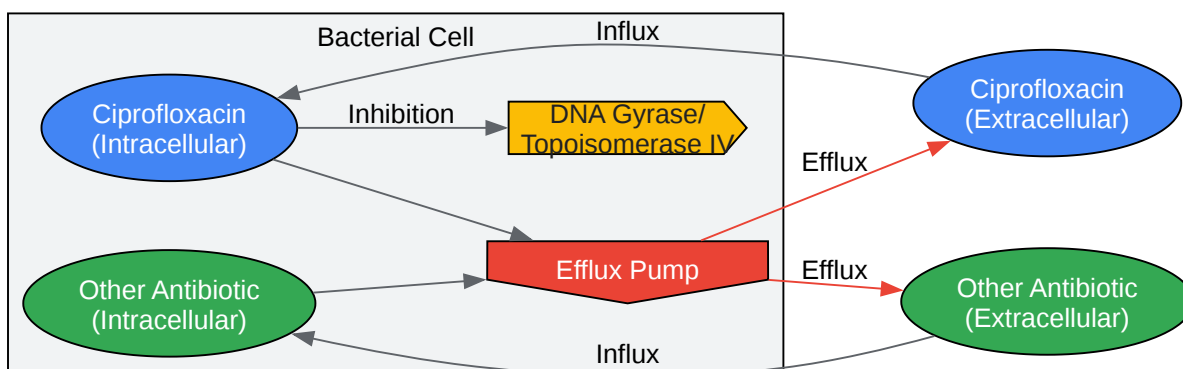 Bacterial Cell
Influx
Ciprofloxacin
(Intracellular)
Inhibition
DNA Gyrase/
Topoisomerase IV
Ciprofloxacin
(Extracellular)
Efflux
Efflux Pump
Efflux
Other Antibiotic
(Intracellular)
Other Antibiotic
(Extracellular)
Influx